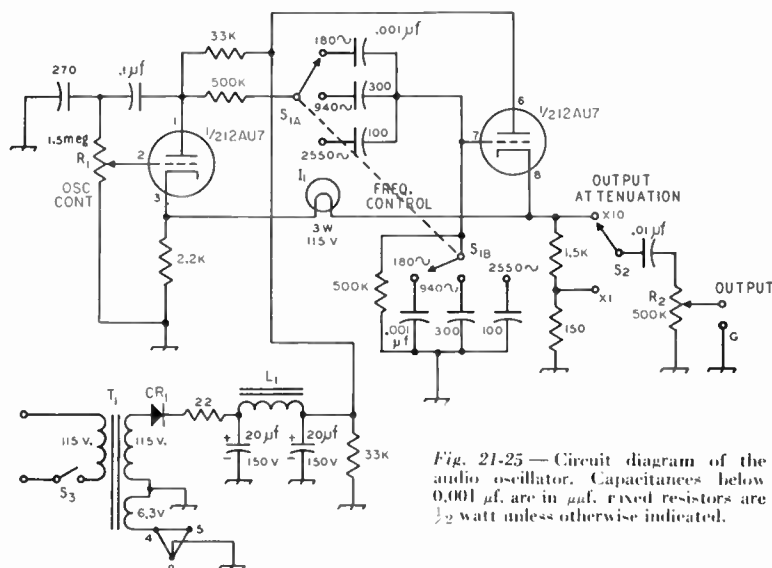 33K
.001 µf
180~
270
.1µf
500K
300
S1A
940~
100
2550~
1.5meg
R1
OSC
CONT
1
2
3
1/2 12AU7
I1
3W
115 V
FREQ.
CONTROL
6
7
8
1/2 12AU7
OUTPUT
ATTENUATION
X10
.01µf
S2
1.5K
X1
150
OUTPUT
R2
500K
G
2.2K
S1B
180~
940~
2550~
500K
.001
µf
300
100
T1
CR1
22
L1
115 V.
115 V.
S3
+
20µf
-
150V
+
20µf
-
150V
33K
6.3V
4
5
9
Fig. 21-25 — Circuit diagram of the
audio oscillator. Capacitances below
0.001 µf. are in µµf. Fixed resistors are
1/2 watt unless otherwise indicated.